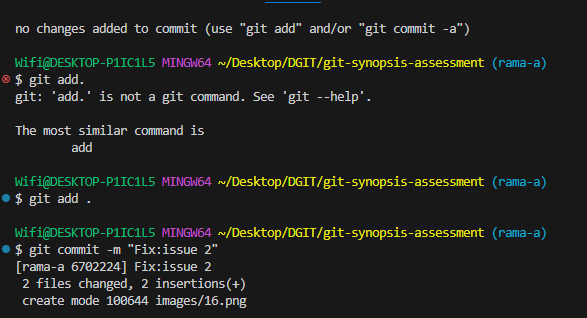 no changes added to commit (use "git add" and/or "git commit -a")
Wifi@DESKTOP-P1IC1L5 MINGW64 ~/Desktop/DGIT/git-synopsis-assessment (rama-a)
$ git add.
git: 'add.' is not a git command. See 'git --help'.
The most similar command is
add
Wifi@DESKTOP-P1IC1L5 MINGW64 ~/Desktop/DGIT/git-synopsis-assessment (rama-a)
$ git add .
Wifi@DESKTOP-P1IC1L5 MINGW64 ~/Desktop/DGIT/git-synopsis-assessment (rama-a)
$ git commit -m "Fix:issue 2"
[rama-a 6702224] Fix:issue 2
2 files changed, 2 insertions(+)
create mode 100644 images/16.png